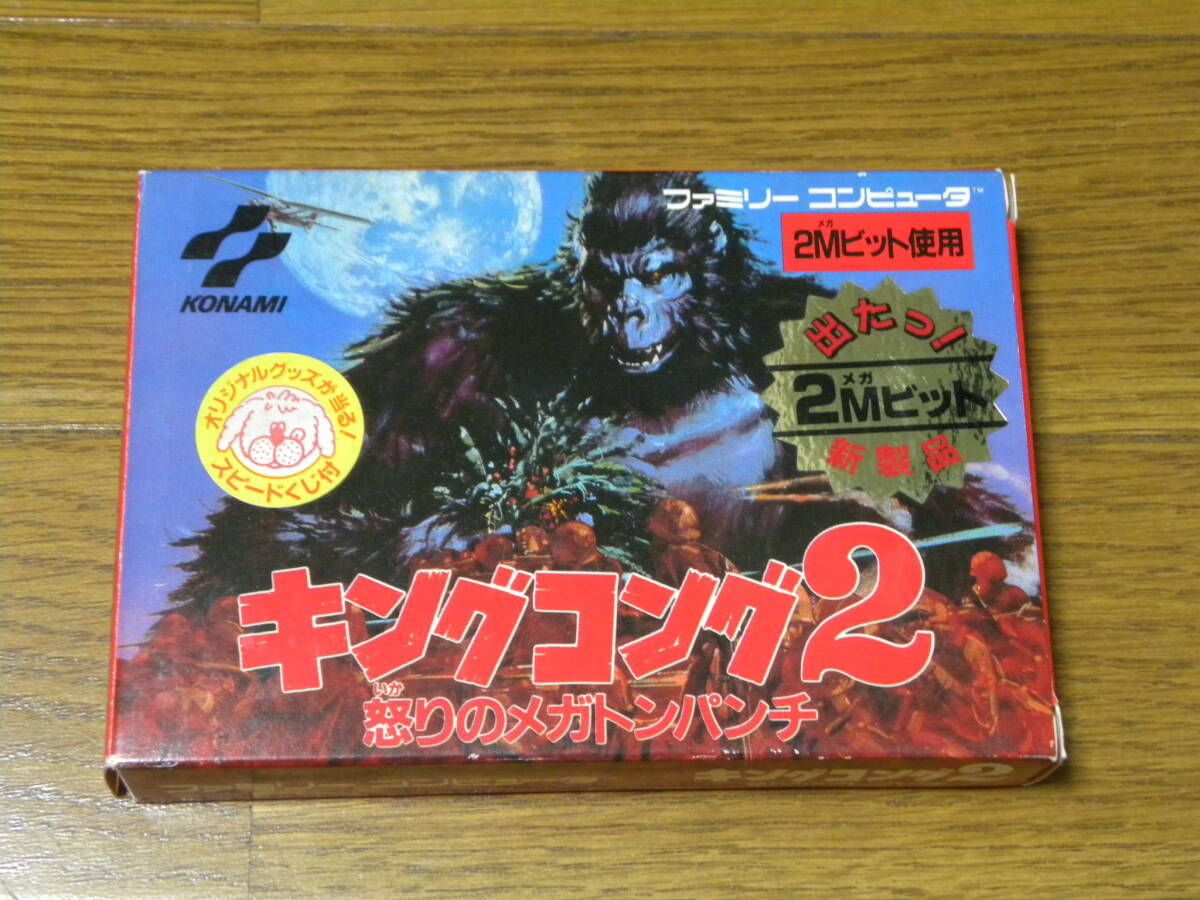 ファミリー コンピュータ™
メガ
2Mビット使用
KONAMI
出たっ!
メガ
2Mビット
新製品
オリジナルグッズが当る!
スピードくじ付
キングコング2
いか
怒りのメガトンパンチ